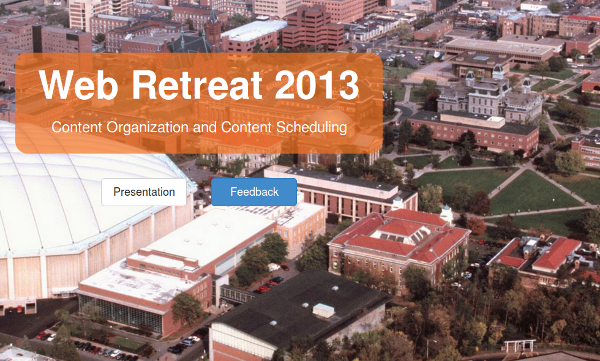 Web Retreat 2013
Content Organization and Content Scheduling
Presentation
Feedback